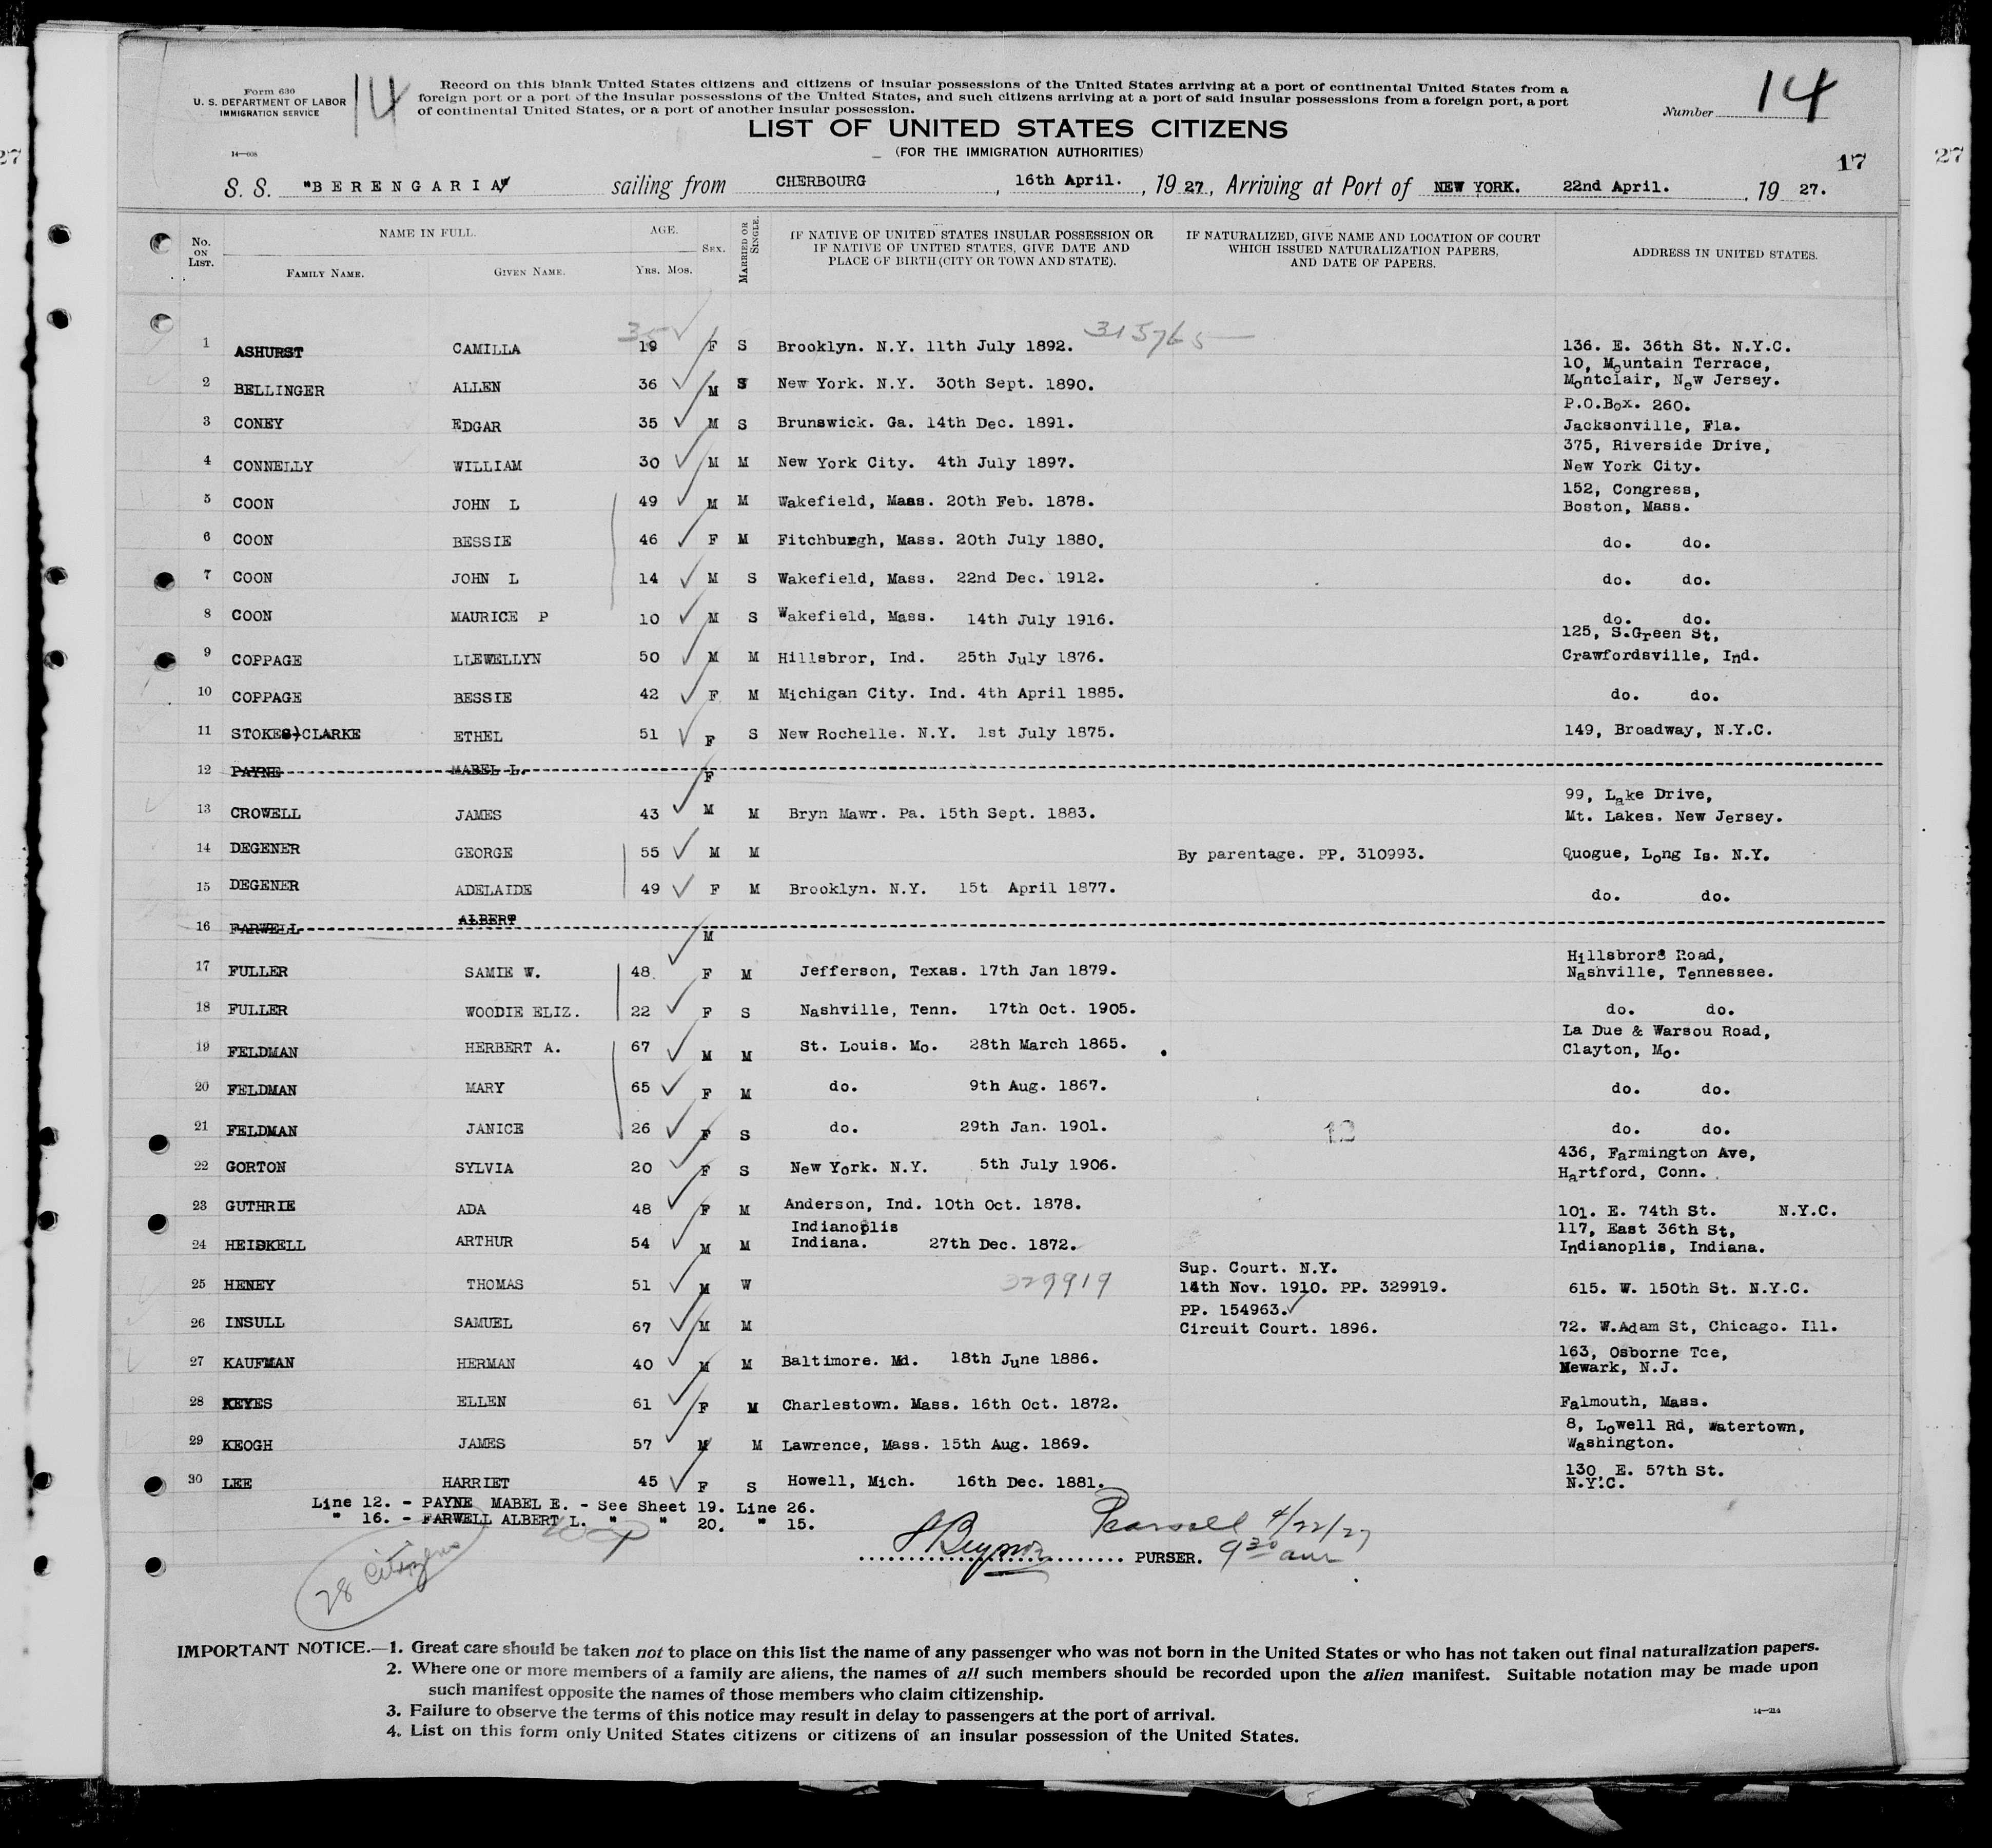 Form 630
U. S. DEPARTMENT OF LABOR
IMMIGRATION SERVICE
14
Record on this blank United States citizens and citizens of insular possessions of the United States arriving at a port of continental United States from a
foreign port or a port of the insular possessions of the United States, and such citizens arriving at a port of said insular possessions from a foreign port, a port
of continental United States, or a port of another insular possession.
Number 14
LIST OF UNITED STATES CITIZENS
(FOR THE IMMIGRATION AUTHORITIES)
14—608
17
27
27
S. S. "BERENGARIA" sailing from CHERBOURG, 16th April., 1927., Arriving at Port of NEW YORK. 22nd April., 1927.
No. ON LIST. NAME IN FULL. FAMILY NAME. GIVEN NAME. AGE. YRS. MOS. SEX. MARRIED OR SINGLE.
IF NATIVE OF UNITED STATES INSULAR POSSESSION OR
IF NATIVE OF UNITED STATES, GIVE DATE AND
PLACE OF BIRTH (CITY OR TOWN AND STATE).
IF NATURALIZED, GIVE NAME AND LOCATION OF COURT
WHICH ISSUED NATURALIZATION PAPERS,
AND DATE OF PAPERS.
ADDRESS IN UNITED STATES.
35 315765
1 ASHURST CAMILLA 19 F S Brooklyn. N.Y. 11th July 1892. 136. E. 36th St. N.Y.C.
2 BELLINGER ALLEN 36 M S New York. N.Y. 30th Sept. 1890. 10, Mountain Terrace,
Montclair, New Jersey.
3 CONEY EDGAR 35 M S Brunswick. Ga. 14th Dec. 1891. P.O.Box. 260.
Jacksonville, Fla.
4 CONNELLY WILLIAM 30 M M New York City. 4th July 1897. 375, Riverside Drive,
New York City.
5 COON JOHN L 49 M M Wakefield, Mass. 20th Feb. 1878. 152, Congress,
Boston, Mass.
6 COON BESSIE 46 F M Fitchburgh, Mass. 20th July 1880. do. do.
7 COON JOHN L 14 M S Wakefield, Mass. 22nd Dec. 1912. do. do.
8 COON MAURICE P 10 M S Wakefield, Mass. 14th July 1916. do. do.
9 COPPAGE LLEWELLYN 50 M M Hillsbror, Ind. 25th July 1876. 125, S.Green St,
Crawfordsville, Ind.
10 COPPAGE BESSIE 42 F M Michigan City. Ind. 4th April 1885. do. do.
11 STOKES)CLARKE ETHEL 51 F S New Rochelle. N.Y. 1st July 1875. 149, Broadway, N.Y.C.
12 PAYNE MABEL L. F
13 CROWELL JAMES 43 M M Bryn Mawr. Pa. 15th Sept. 1883. 99, Lake Drive,
Mt. Lakes. New Jersey.
14 DEGENER GEORGE 55 M M By parentage. PP. 310993. Quogue, Long Is. N.Y.
15 DEGENER ADELAIDE 49 F M Brooklyn. N.Y. 15t April 1877. do. do.
16 FARWELL ALBERT M
17 FULLER SAMIE W. 48 F M Jefferson, Texas. 17th Jan 1879. Hillsbrors Road,
Nashville, Tennessee.
18 FULLER WOODIE ELIZ. 22 F S Nashville, Tenn. 17th Oct. 1905. do. do.
19 FELDMAN HERBERT A. 67 M M St. Louis. Mo. 28th March 1865. La Due & Warsou Road,
Clayton, Mo.
20 FELDMAN MARY 65 F M do. 9th Aug. 1867. do. do.
21 FELDMAN JANICE 26 F S do. 29th Jan. 1901. 12 do. do.
22 GORTON SYLVIA 20 F S New York. N.Y. 5th July 1906. 436, Farmington Ave,
Hartford, Conn.
23 GUTHRIE ADA 48 F M Anderson, Ind. 10th Oct. 1878. 101. E. 74th St. N.Y.C.
24 HEISKELL ARTHUR 54 M M Indianoplis
Indiana. 27th Dec. 1872. 117, East 36th St,
Indianoplis, Indiana.
25 HENEY THOMAS 51 M W 329919 Sup. Court. N.Y.
14th Nov. 1910. PP. 329919. 615. W. 150th St. N.Y.C.
26 INSULL SAMUEL 67 M M PP. 154963.
Circuit Court. 1896. 72. W.Adam St, Chicago. Ill.
27 KAUFMAN HERMAN 40 M M Baltimore. Md. 18th June 1886. 163, Osborne Tce,
Newark, N.J.
28 KEYES ELLEN 61 F M Charlestown. Mass. 16th Oct. 1872. Falmouth, Mass.
29 KEOGH JAMES 57 M M Lawrence, Mass. 15th Aug. 1869. 8, Lowell Rd, Watertown,
Washington.
30 LEE HARRIET 45 F S Howell, Mich. 16th Dec. 1881. 130 E. 57th St.
N.Y.C.
Line 12. - PAYNE MABEL E. - See Sheet 19. Line 26.
" 16. - FARWELL ALBERT L. " " 20. " 15.
4/22/27
PURSER. 9 30 am
28 Citizens
IMPORTANT NOTICE.—1. Great care should be taken not to place on this list the name of any passenger who was not born in the United States or who has not taken out final naturalization papers.
2. Where one or more members of a family are aliens, the names of all such members should be recorded upon the alien manifest. Suitable notation may be made upon
such manifest opposite the names of those members who claim citizenship.
3. Failure to observe the terms of this notice may result in delay to passengers at the port of arrival.
4. List on this form only United States citizens or citizens of an insular possession of the United States.
14—214